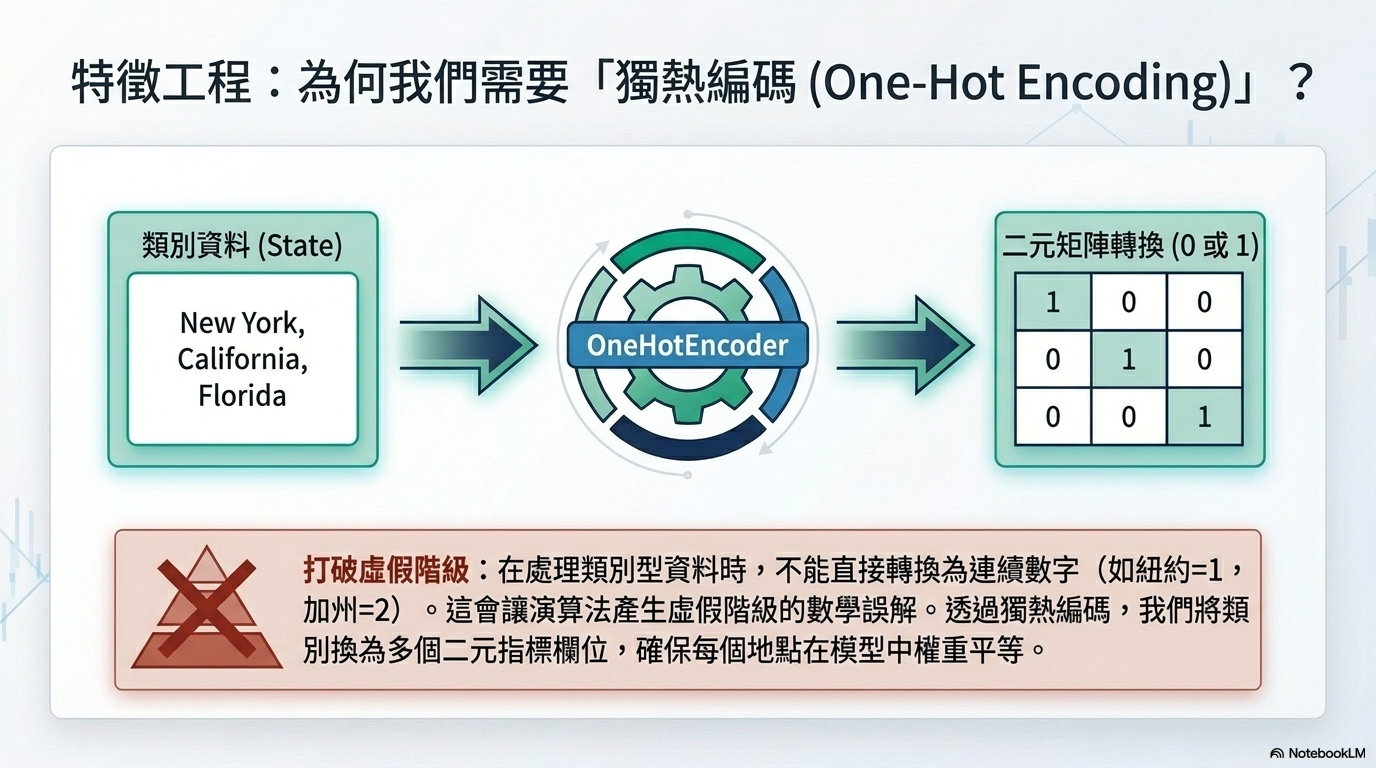 特徵工程：為何我們需要「獨熱編碼 (One-Hot Encoding)」？
類別資料 (State)
New York,
California,
Florida
OneHotEncoder
二元矩陣轉換 (0 或 1)
1 0 0
0 1 0
0 0 1
打破虛假階級：在處理類別型資料時，不能直接轉換為連續數字（如紐約=1，
加州=2）。這會讓演算法產生虛假階級的數學誤解。透過獨熱編碼，我們將類
別換為多個二元指標欄位，確保每個地點在模型中權重平等。
NotebookLM